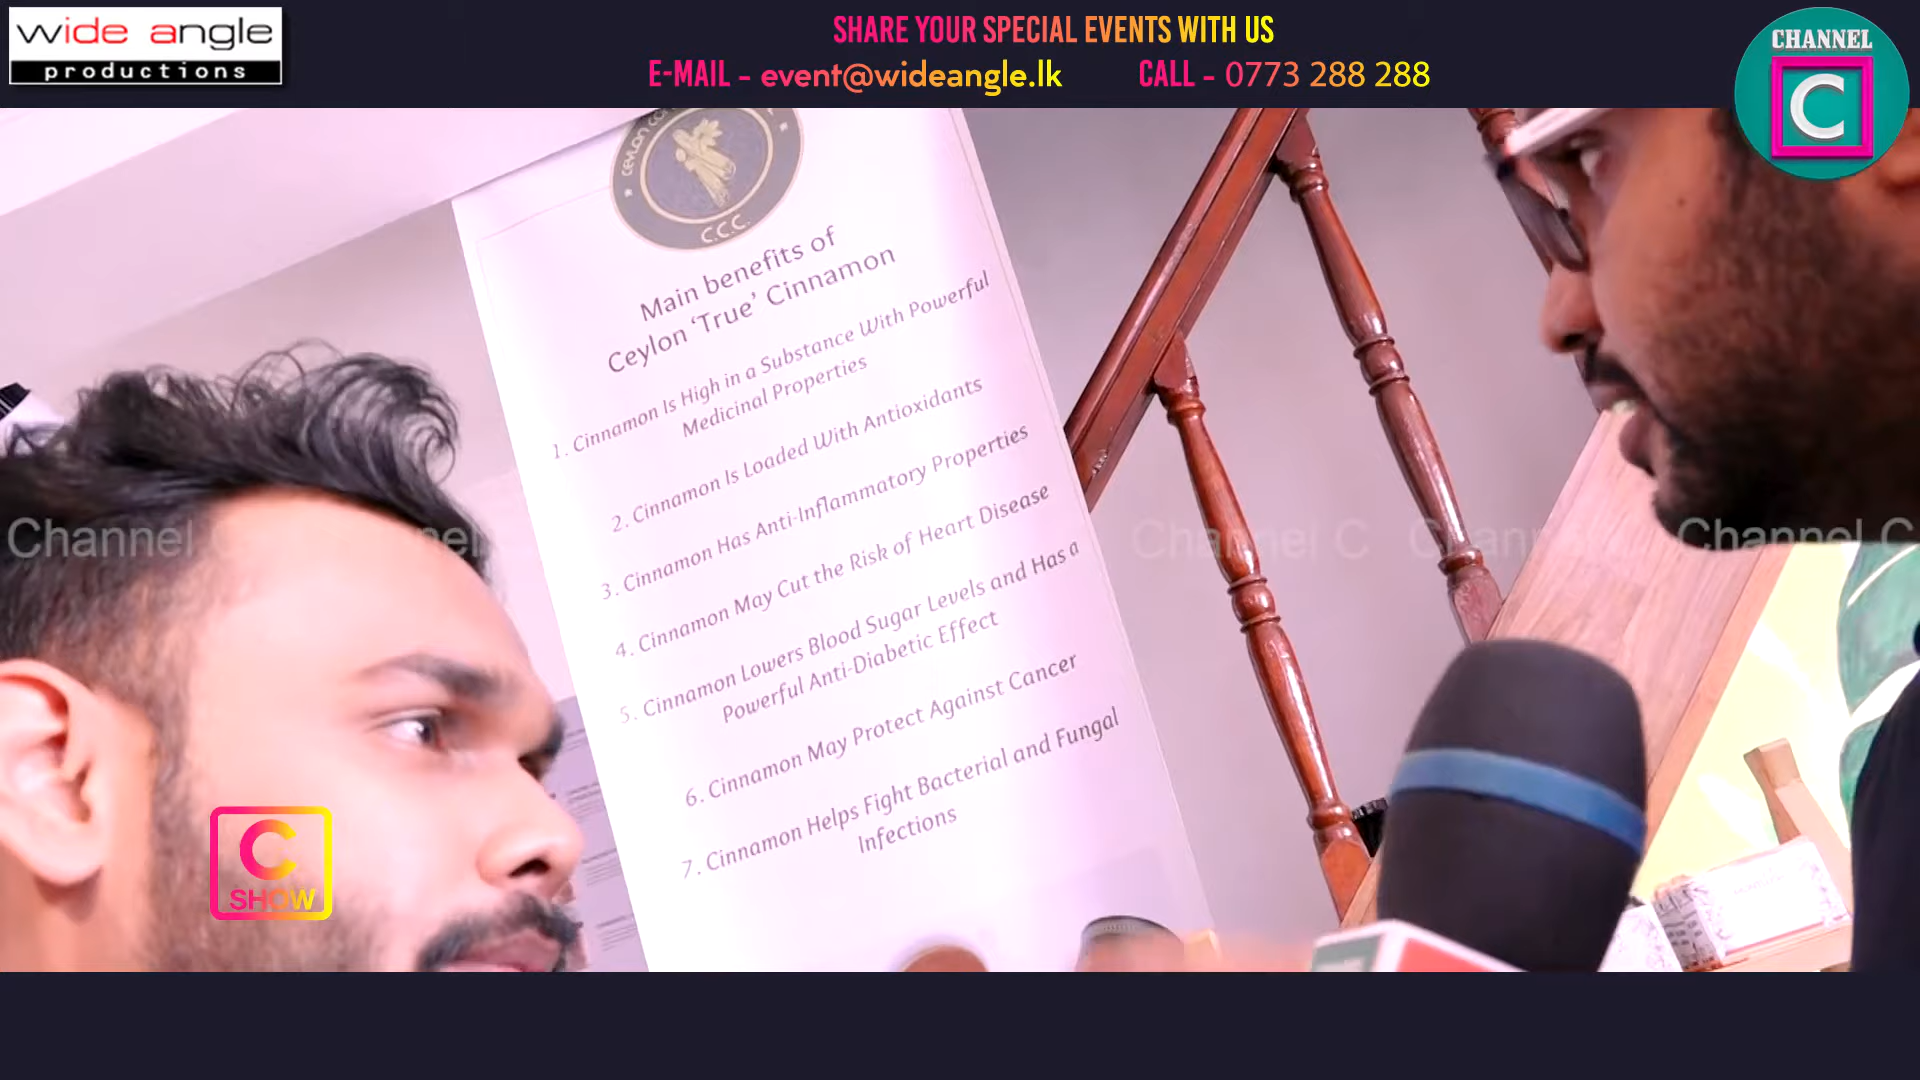 wide angle
productions
SHARE YOUR SPECIAL EVENTS WITH US
E-MAIL - event@wideangle.lk CALL - 0773 288 288
CHANNEL
C
CEYLON
C.C.C.
Main benefits of
Ceylon ‘True’ Cinnamon
1. Cinnamon Is High in a Substance With Powerful
Medicinal Properties
2. Cinnamon Is Loaded With Antioxidants
3. Cinnamon Has Anti-Inflammatory Properties
4. Cinnamon May Cut the Risk of Heart Disease
5. Cinnamon Lowers Blood Sugar Levels and Has a
Powerful Anti-Diabetic Effect
6. Cinnamon May Protect Against Cancer
7. Cinnamon Helps Fight Bacterial and Fungal
Infections
Channel
Channel C
Channel C
C
SHOW